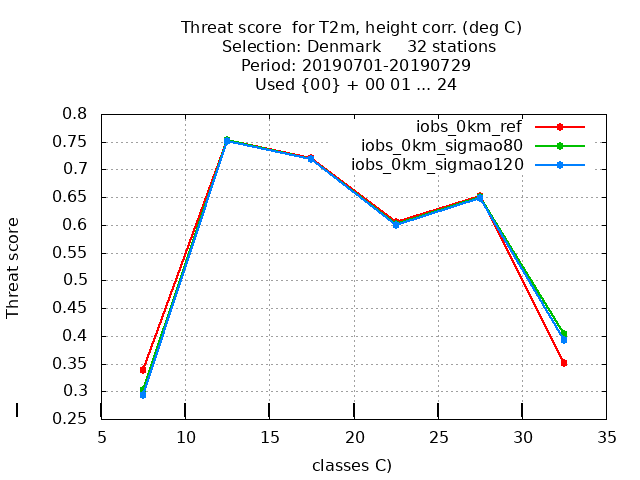 Threat score  for T2m, height corr. (deg C)
Selection: Denmark     32 stations
Period: 20190701-20190729
Used {00} + 00 01 ... 24
iobs_0km_ref
iobs_0km_sigmao80
iobs_0km_sigmao120
Threat score
0.8
0.75
0.7
0.65
0.6
0.55
0.5
0.45
0.4
0.35
0.3
0.25
5 10 15 20 25 30 35
classes C)